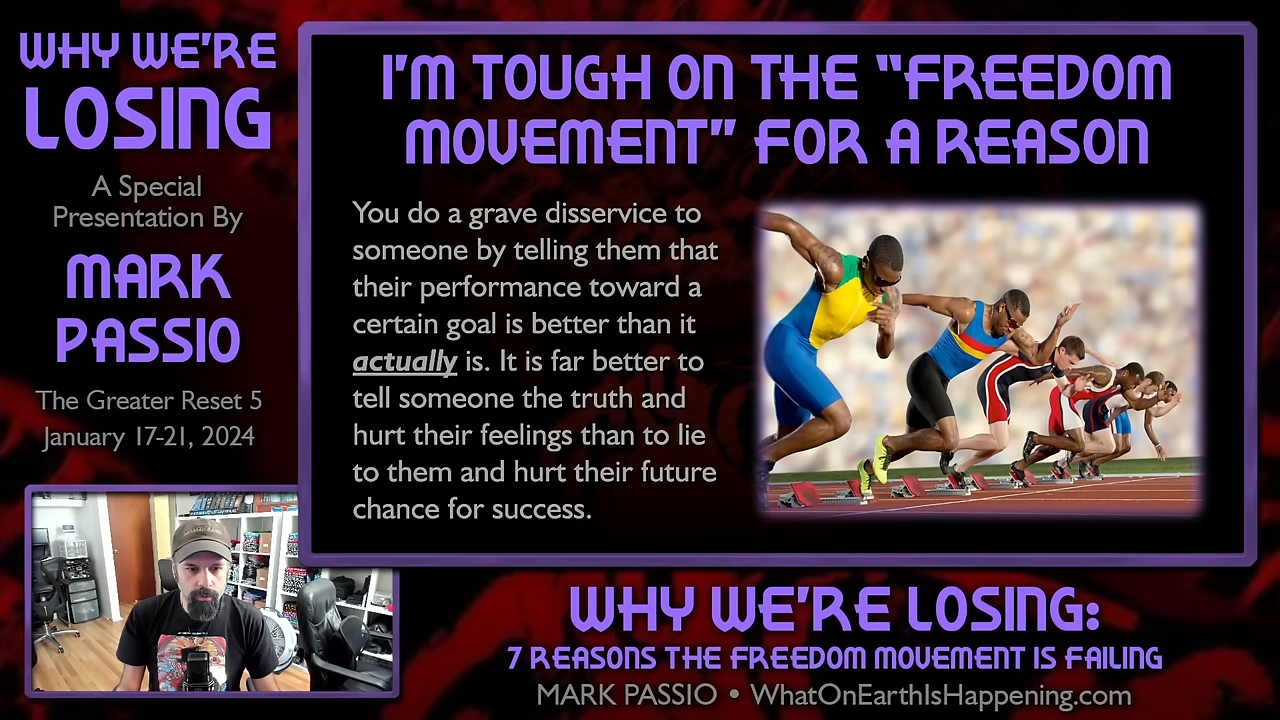 WHY WE'RE
LOSING
A Special
Presentation By
MARK
PASSIO
The Greater Reset 5
January 17-21, 2024
I'M TOUGH ON THE "FREEDOM
MOVEMENT" FOR A REASON
You do a grave disservice to
someone by telling them that
their performance toward a
certain goal is better than it
actually is. It is far better to
tell someone the truth and
hurt their feelings than to lie
to them and hurt their future
chance for success.
WHY WE'RE LOSING:
7 REASONS THE FREEDOM MOVEMENT IS FAILING
MARK PASSIO • WhatOnEarthIsHappening.com